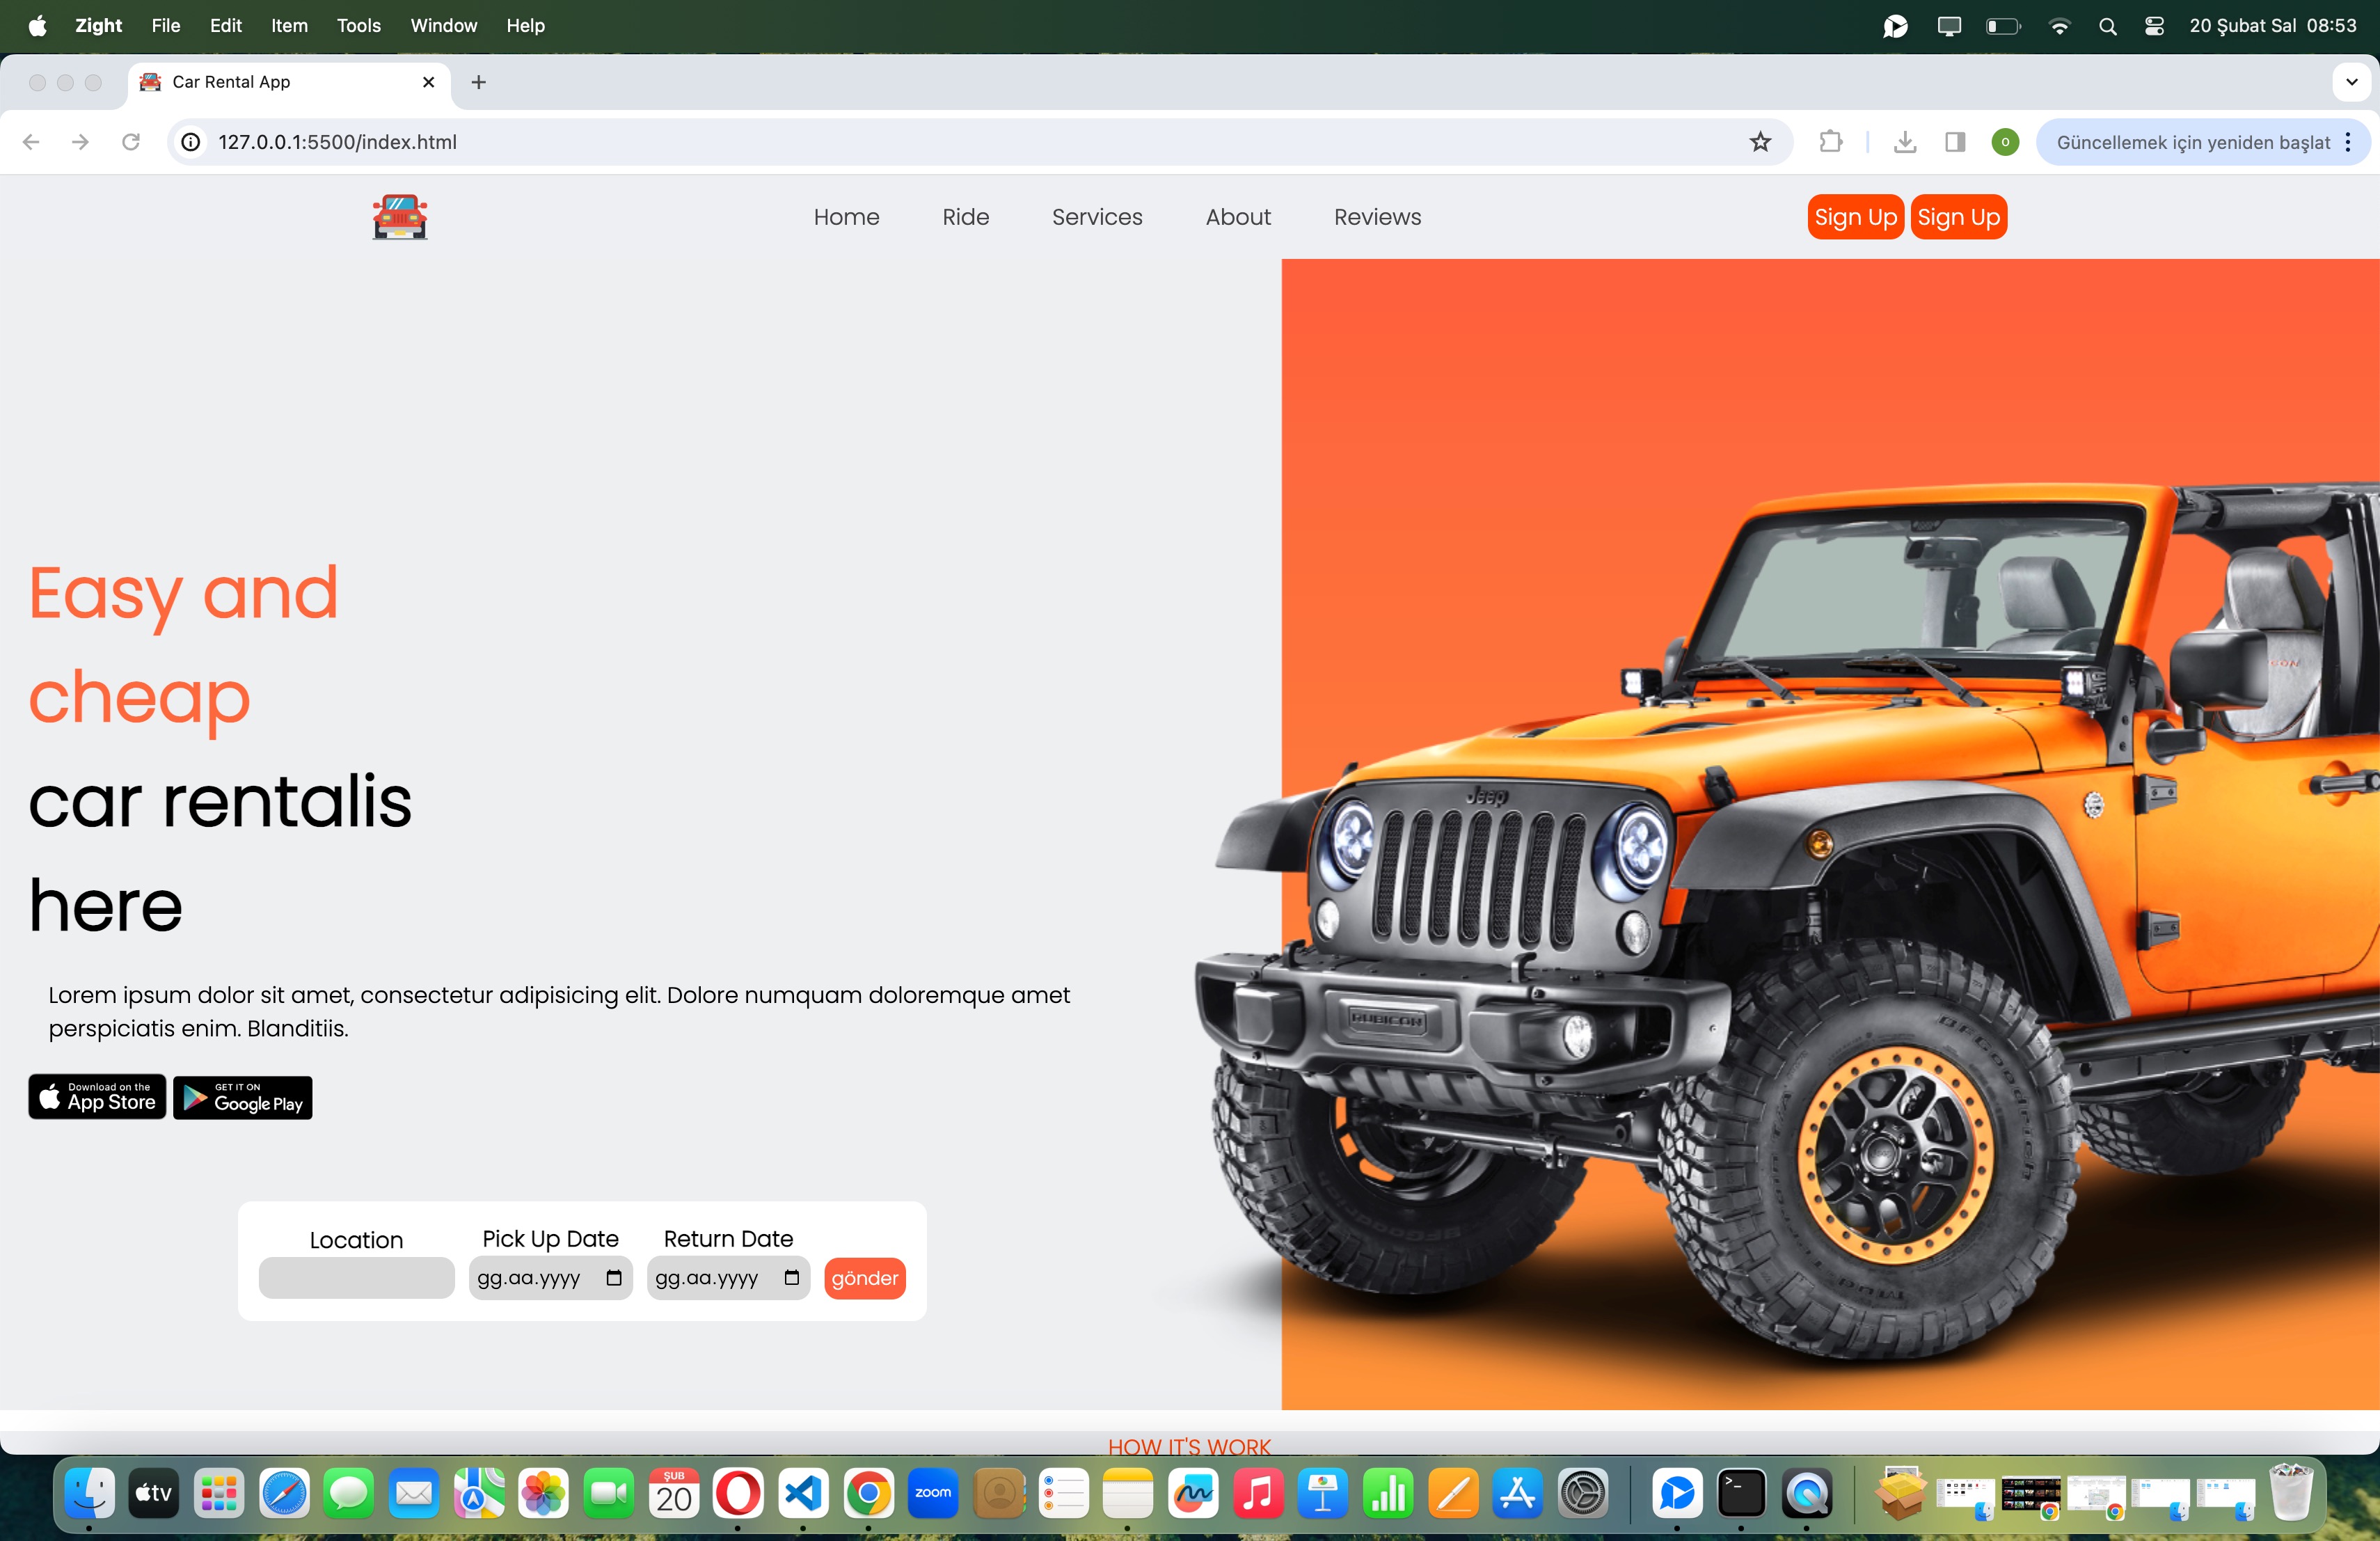 Zight File Edit Item Tools Window Help
20 Şubat Sal 08:53
Car Rental App
127.0.0.1:5500/index.html
o
Güncellemek için yeniden başlat
Home Ride Services About Reviews
Sign Up Sign Up
Easy and
cheap
car rentalis
here
Lorem ipsum dolor sit amet, consectetur adipisicing elit. Dolore numquam doloremque amet
perspiciatis enim. Blanditiis.
Download on the
App Store
GET IT ON
Google Play
Location Pick Up Date Return Date
gg.aa.yyyy gg.aa.yyyy gönder
Jeep
RUBICON
BFGoodrich
HOW IT'S WORK
tv
ŞUB
20
zoom
>_